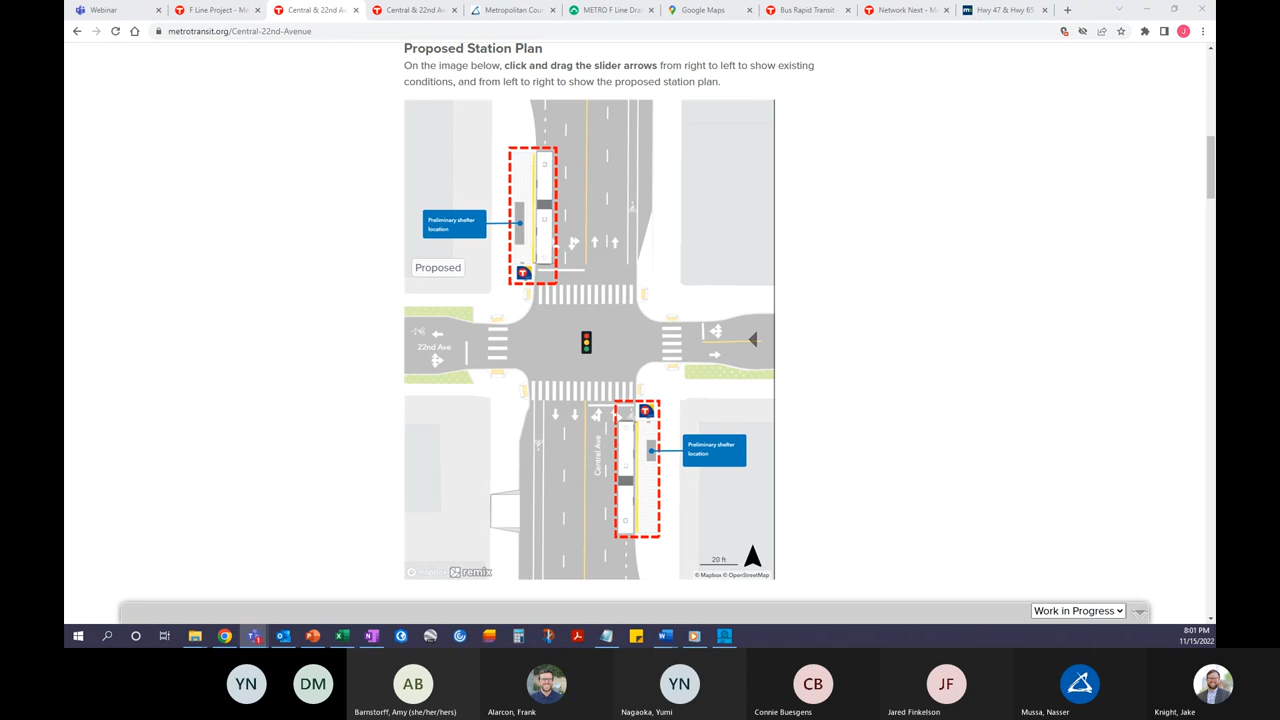 Webinar
F Line Project - Me
Central & 22nd Av
Central & 22nd Av
Metropolitan Coun
METRO F Line Dra
Google Maps
Bus Rapid Transit -
Network Next - Me
Hwy 47 & Hwy 65
metrotransit.org/Central-22nd-Avenue
Proposed Station Plan
On the image below, click and drag the slider arrows from right to left to show existing
conditions, and from left to right to show the proposed station plan.
Preliminary shelter
location
Proposed
22nd Ave
Central Ave
Preliminary shelter
location
20 ft
mapbox remix
© Mapbox © OpenStreetMap
Work in Progress
8:01 PM
11/15/2022
YN
DM
AB
YN
CB
JF
Barnstorff, Amy (she/her/hers)
Alarcon, Frank
Nagaoka, Yumi
Connie Buesgens
Jared Finkelson
Mussa, Nasser
Knight, Jake